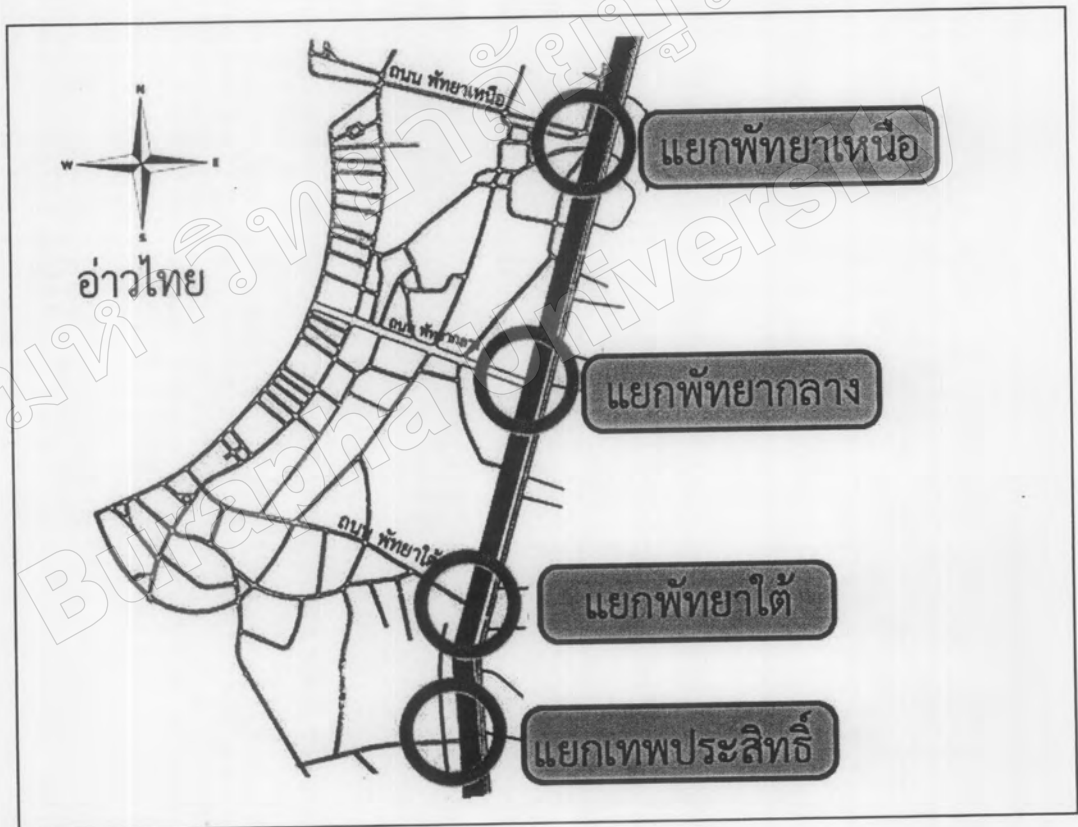 N
W E
S
อ่าวไทย
ถนน พัทยาเหนือ
แยกพัทยาเหนือ
ถนน พัทยากลาง
แยกพัทยากลาง
ถนน พัทยาใต้
แยกพัทยาใต้
แยกเทพประสิทธิ์
Burapha University